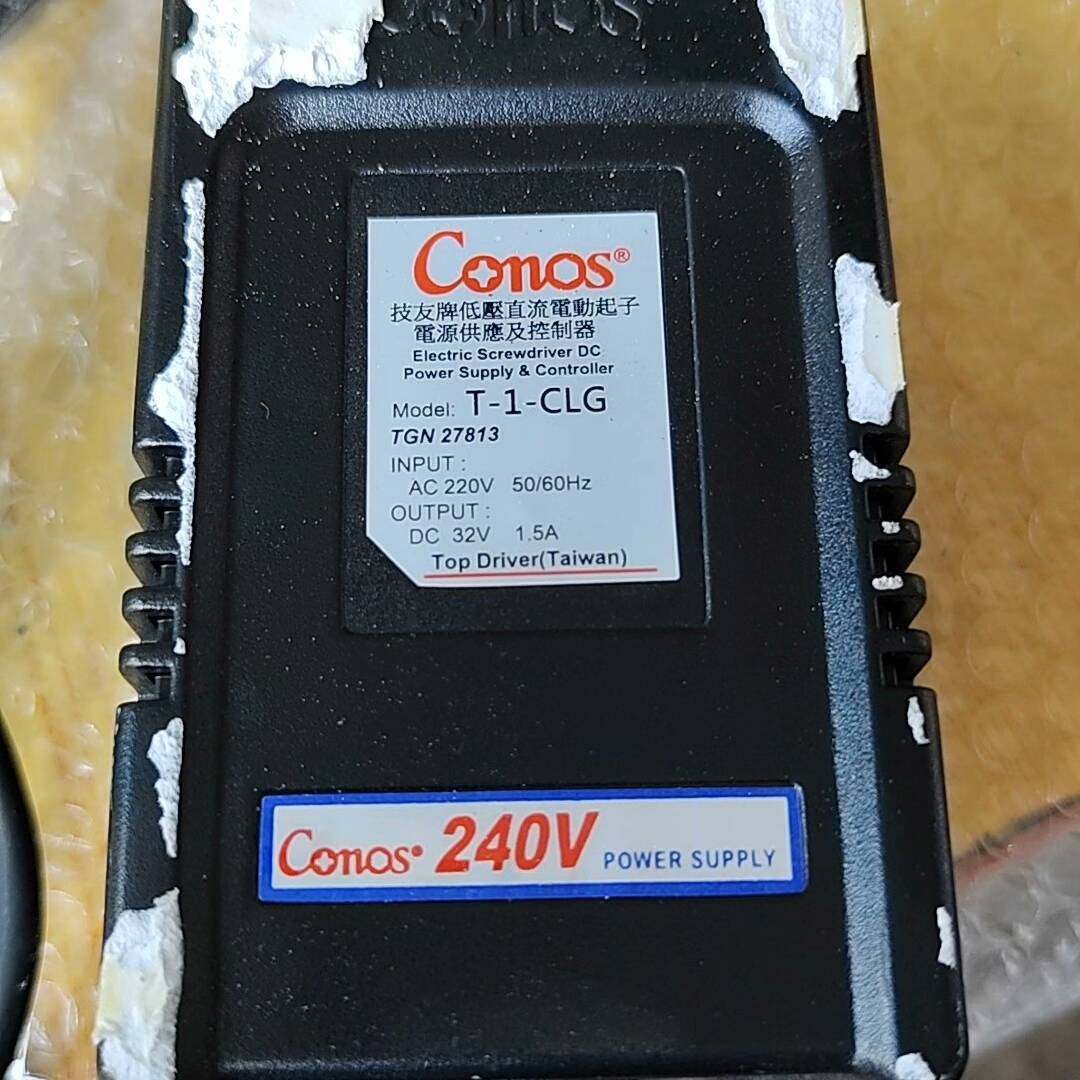 Conos®
技友牌低壓直流電動起子
電源供應及控制器
Electric Screwdriver DC
Power Supply & Controller
Model: T-1-CLG
TGN 27813
INPUT :
AC 220V 50/60Hz
OUTPUT :
DC 32V 1.5A
Top Driver(Taiwan)
Conos® 240V POWER SUPPLY